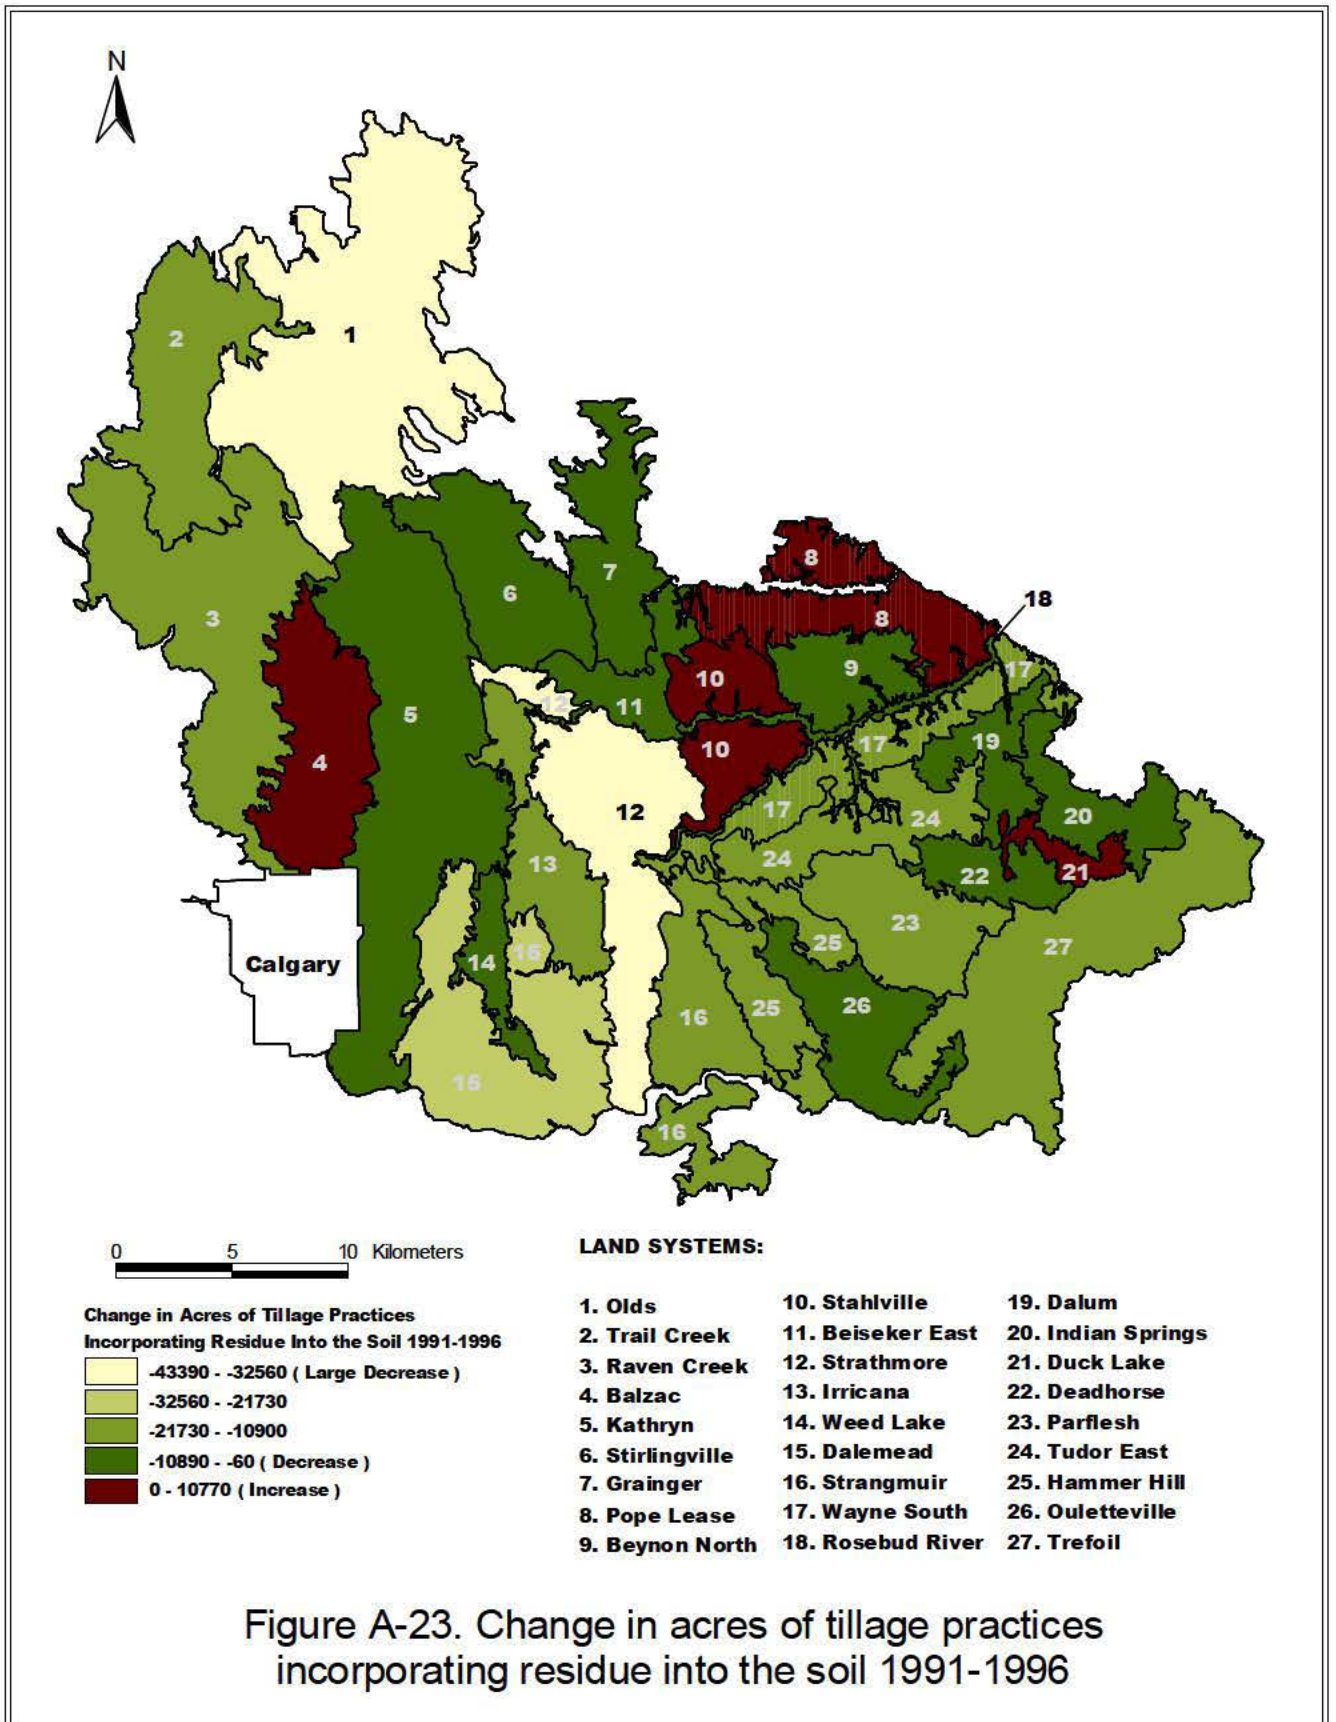 N
1
2
3
4
5
6
7
8
8
18
9
10
10
17
17
17
11
12
12
19
20
21
22
24
24
13
23
27
Calgary
14
15
15
25
25
26
16
16
0 5 10 Kilometers
Change in Acres of Tillage Practices
Incorporating Residue Into the Soil 1991-1996
-43390 - -32560 ( Large Decrease )
-32560 - -21730
-21730 - -10900
-10890 - -60 ( Decrease )
0 - 10770 ( Increase )
LAND SYSTEMS:
1. Olds
2. Trail Creek
3. Raven Creek
4. Balzac
5. Kathryn
6. Stirlingville
7. Grainger
8. Pope Lease
9. Beynon North
10. Stahlville
11. Beiseker East
12. Strathmore
13. Irricana
14. Weed Lake
15. Dalemead
16. Strangmuir
17. Wayne South
18. Rosebud River
19. Dalum
20. Indian Springs
21. Duck Lake
22. Deadhorse
23. Parflesh
24. Tudor East
25. Hammer Hill
26. Ouletteville
27. Trefoil
Figure A-23. Change in acres of tillage practices
incorporating residue into the soil 1991-1996